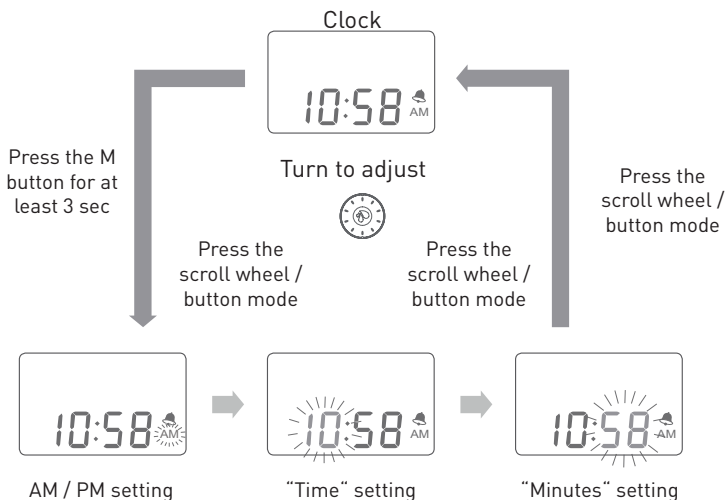 Clock
10:58 AM
Press the M
button for at
least 3 sec
Turn to adjust
Press the
scroll wheel /
button mode
Press the
scroll wheel /
button mode
Press the
scroll wheel /
button mode
10:58 AM
10:58 AM
10:58 AM
AM / PM setting
“Time“ setting
“Minutes“ setting